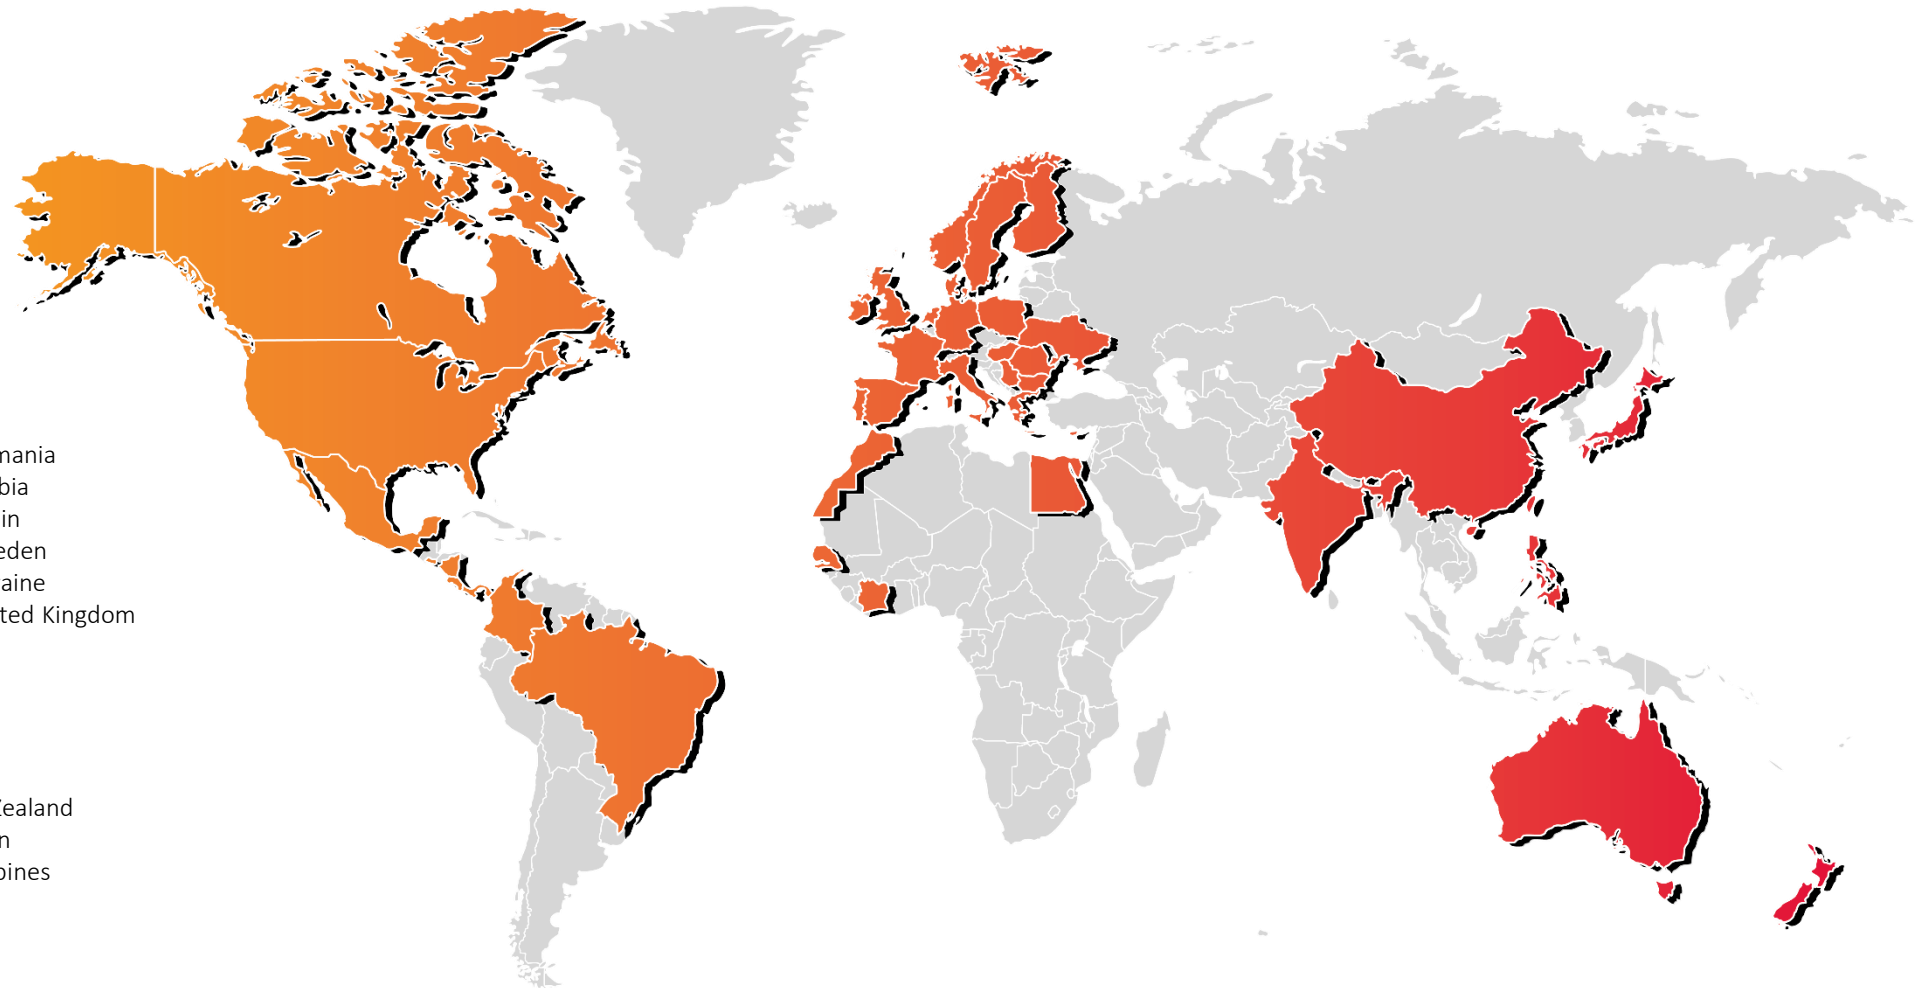 mania
bia
in
eden
aine
ted Kingdom
Zealand
n
pines